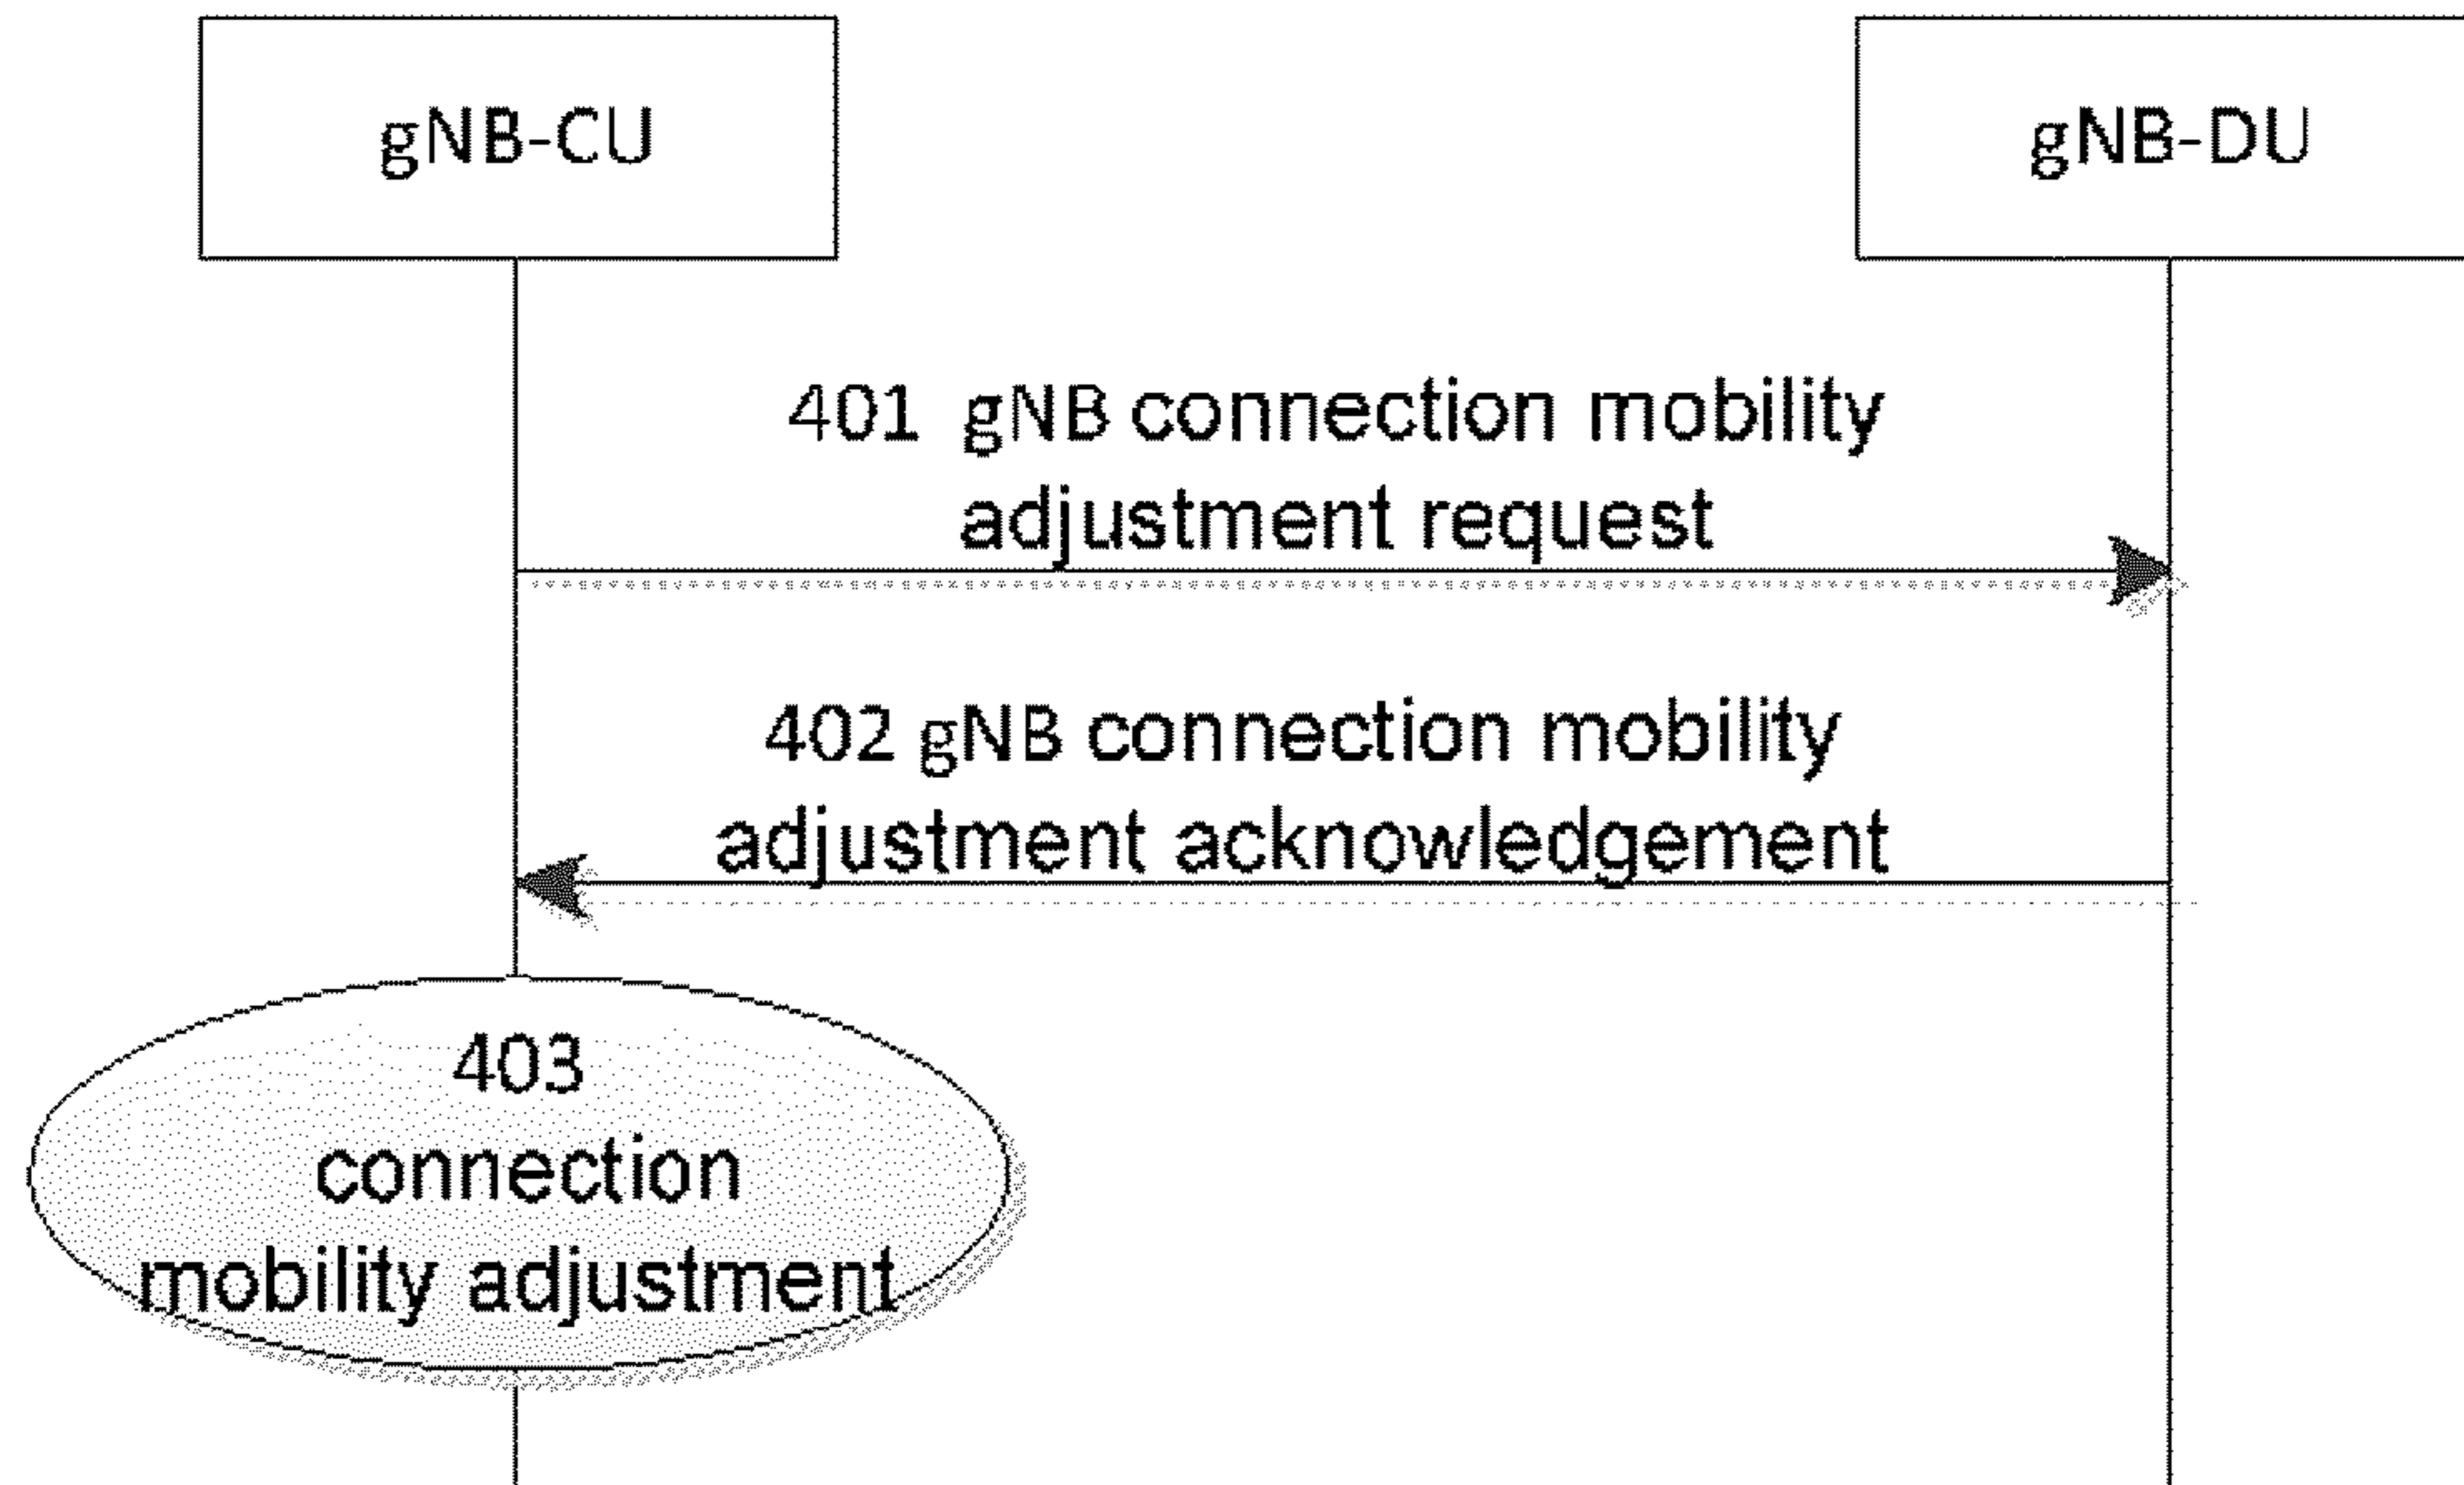 gNB-CU
gNB-DU
401 gNB connection mobility
adjustment request
402 gNB connection mobility
adjustment acknowledgement
403
connection
mobility adjustment